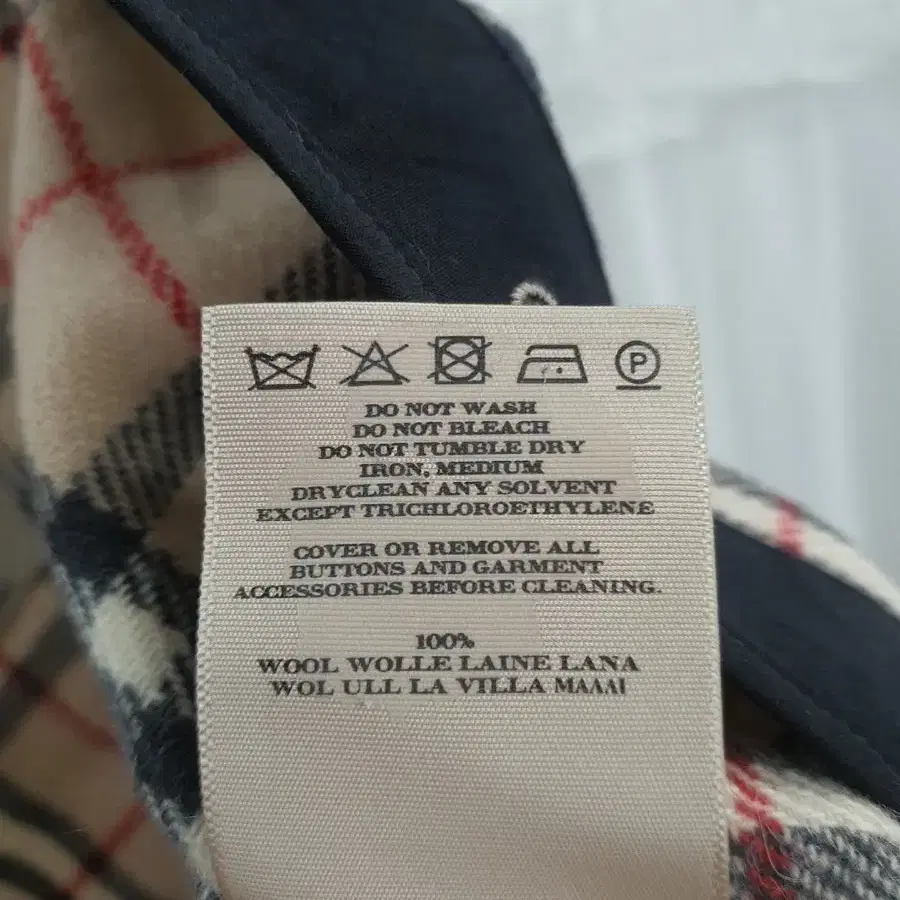 P
DO NOT WASH
DO NOT BLEACH
DO NOT TUMBLE DRY
IRON, MEDIUM
DRYCLEAN ANY SOLVENT
EXCEPT TRICHLOROETHYLENE
COVER OR REMOVE ALL
BUTTONS AND GARMENT
ACCESSORIES BEFORE CLEANING.
100%
WOOL WOLLE LAINE LANA
WOL ULL LA VILLA ΜΑΛΛΙ